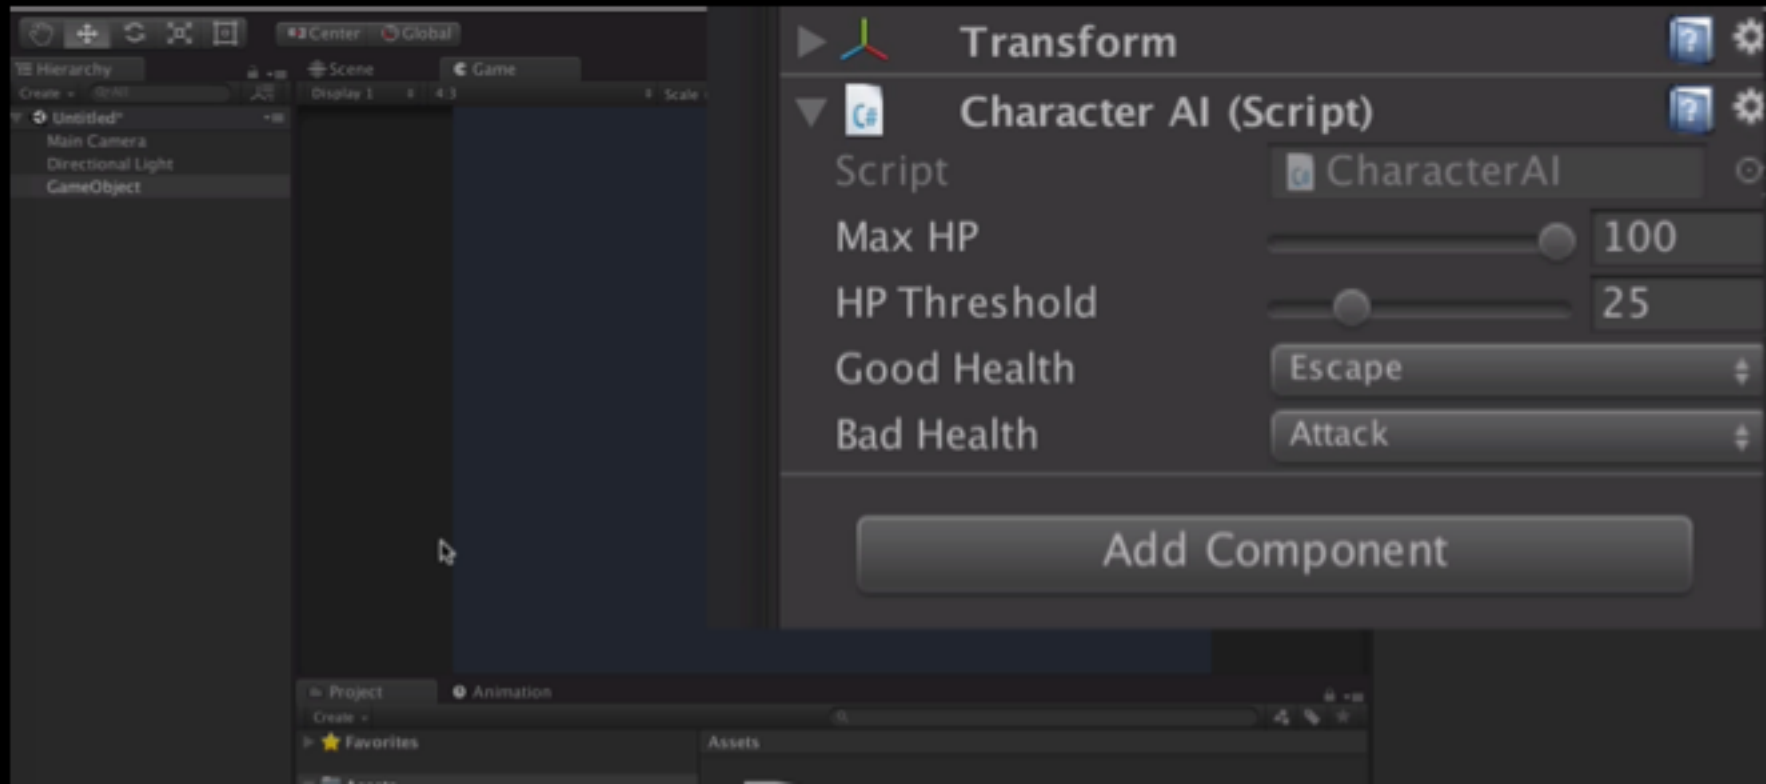 Center Global
Hierarchy
Scene
Game
Create
All
Display 1
4:3
Scale
Untitled*
Main Camera
Directional Light
GameObject
Transform
Character AI (Script)
Script
CharacterAI
Max HP
100
HP Threshold
25
Good Health
Escape
Bad Health
Attack
Add Component
Project
Animation
Create
Favorites
Assets
Assets